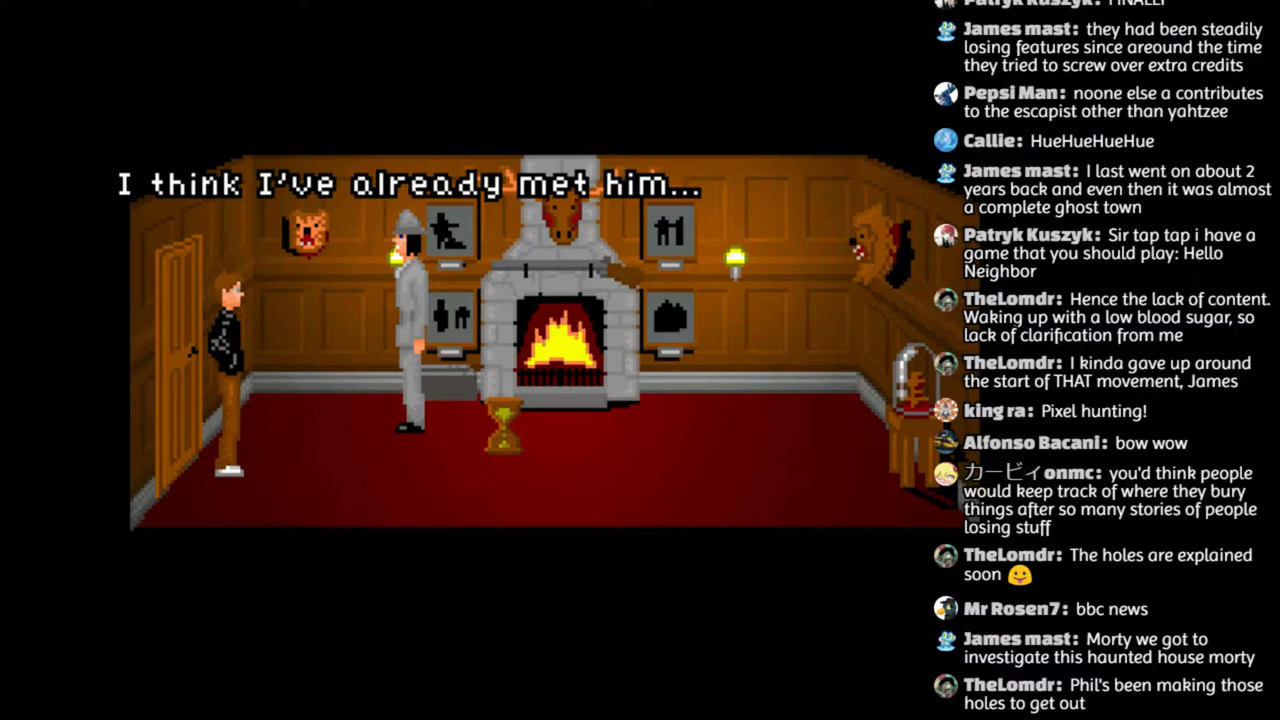 I think I've already met him...
Patryk Kuszyk: FINALLY
James mast: they had been steadily
losing features since areound the time
they tried to screw over extra credits
Pepsi Man: noone else a contributes
to the escapist other than yahtzee
Callie: HueHueHueHue
James mast: I last went on about 2
years back and even then it was almost
a complete ghost town
Patryk Kuszyk: Sir tap tap i have a
game that you should play: Hello
Neighbor
TheLomdr: Hence the lack of content.
Waking up with a low blood sugar, so
lack of clarification from me
TheLomdr: I kinda gave up around
the start of THAT movement, James
king ra: Pixel hunting!
Alfonso Bacani: bow wow
カービィonmc: you'd think people
would keep track of where they bury
things after so many stories of people
losing stuff
TheLomdr: The holes are explained
soon 😛
Mr Rosen7: bbc news
James mast: Morty we got to
investigate this haunted house morty
TheLomdr: Phil's been making those
holes to get out